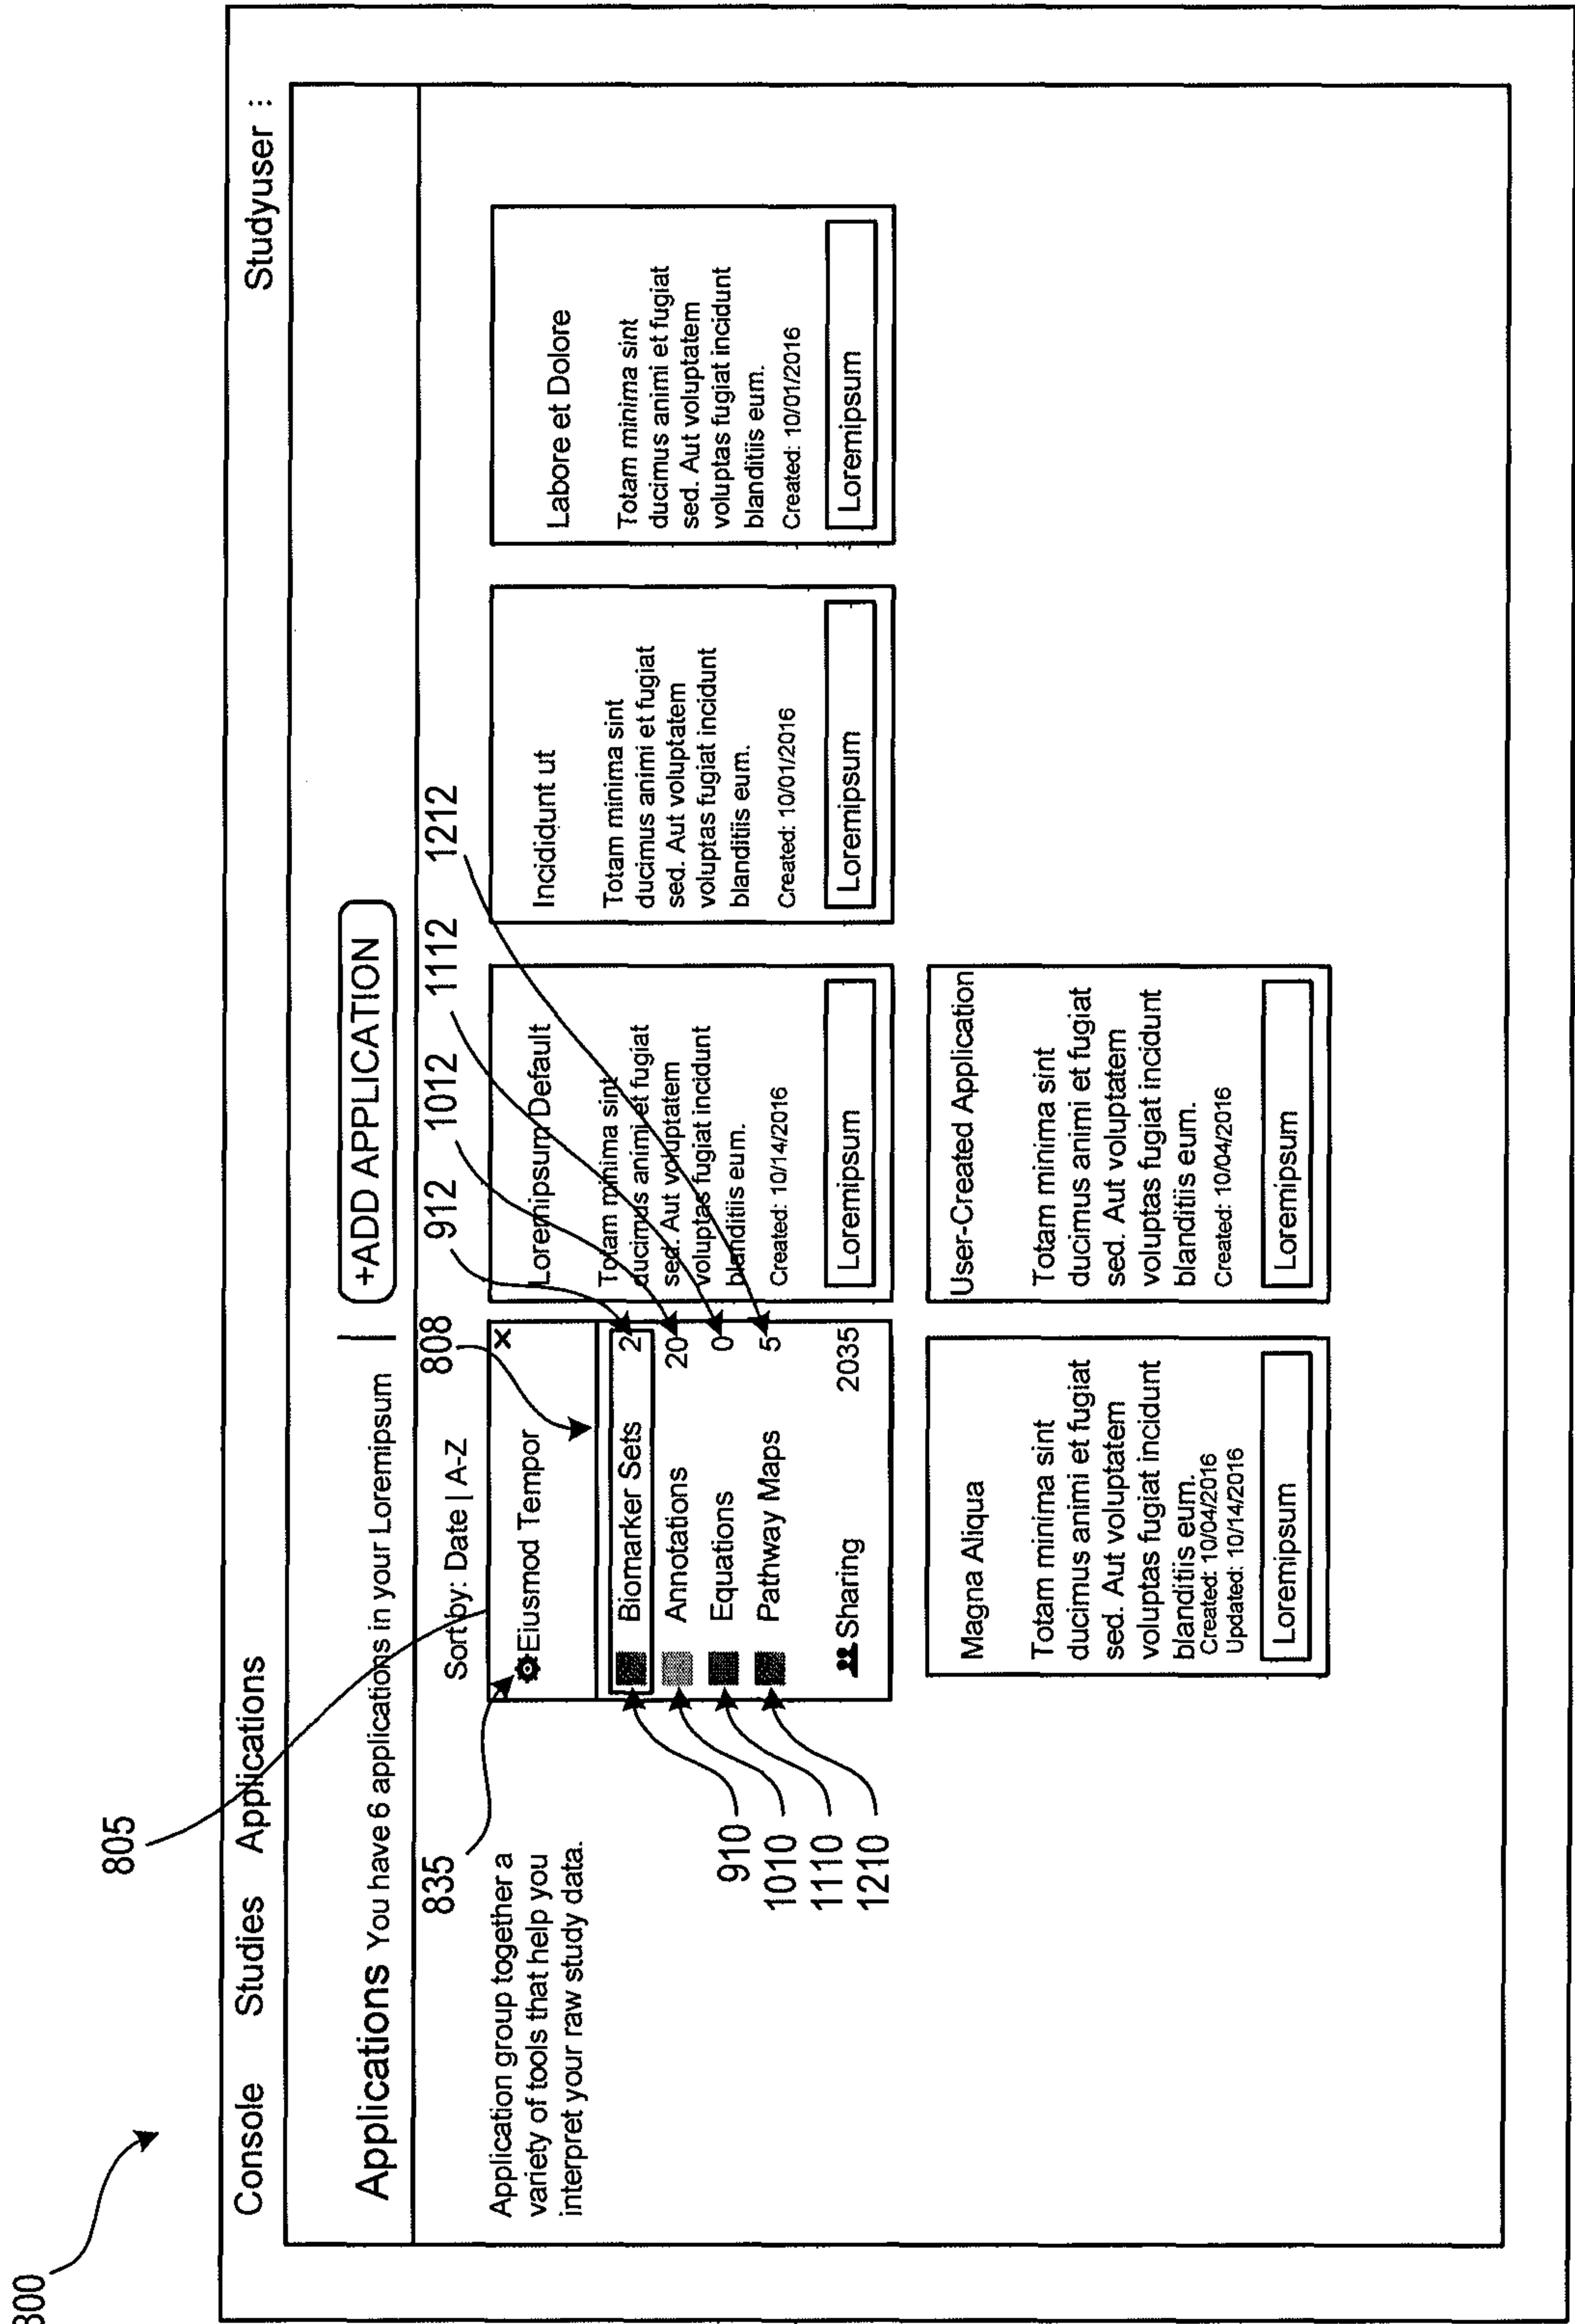 800
805
Console Studies Applications
Studyuser :
Applications You have 6 applications in your Loremipsum
+ADD APPLICATION
835
Sort by: Date | A-Z
808
912
1012
1112
1212
Application group together a
variety of tools that help you
interpret your raw study data.
Eiusmod Tempor ×
Biomarker Sets 2
Annotations 20
Equations 0
Pathway Maps 5
Sharing 2035
910
1010
1110
1210
Loremipsum Default
Totam minima sint
ducimus animi et fugiat
sed. Aut voluptatem
voluptas fugiat incidunt
blanditiis eum.
Created: 10/14/2016
Loremipsum
Incididunt ut
Totam minima sint
ducimus animi et fugiat
sed. Aut voluptatem
voluptas fugiat incidunt
blanditiis eum.
Created: 10/01/2016
Loremipsum
Labore et Dolore
Totam minima sint
ducimus animi et fugiat
sed. Aut voluptatem
voluptas fugiat incidunt
blanditiis eum.
Created: 10/01/2016
Loremipsum
Magna Aliqua
Totam minima sint
ducimus animi et fugiat
sed. Aut voluptatem
voluptas fugiat incidunt
blanditiis eum.
Created: 10/04/2016
Updated: 10/14/2016
Loremipsum
User-Created Application
Totam minima sint
ducimus animi et fugiat
sed. Aut voluptatem
voluptas fugiat incidunt
blanditiis eum.
Created: 10/04/2016
Loremipsum